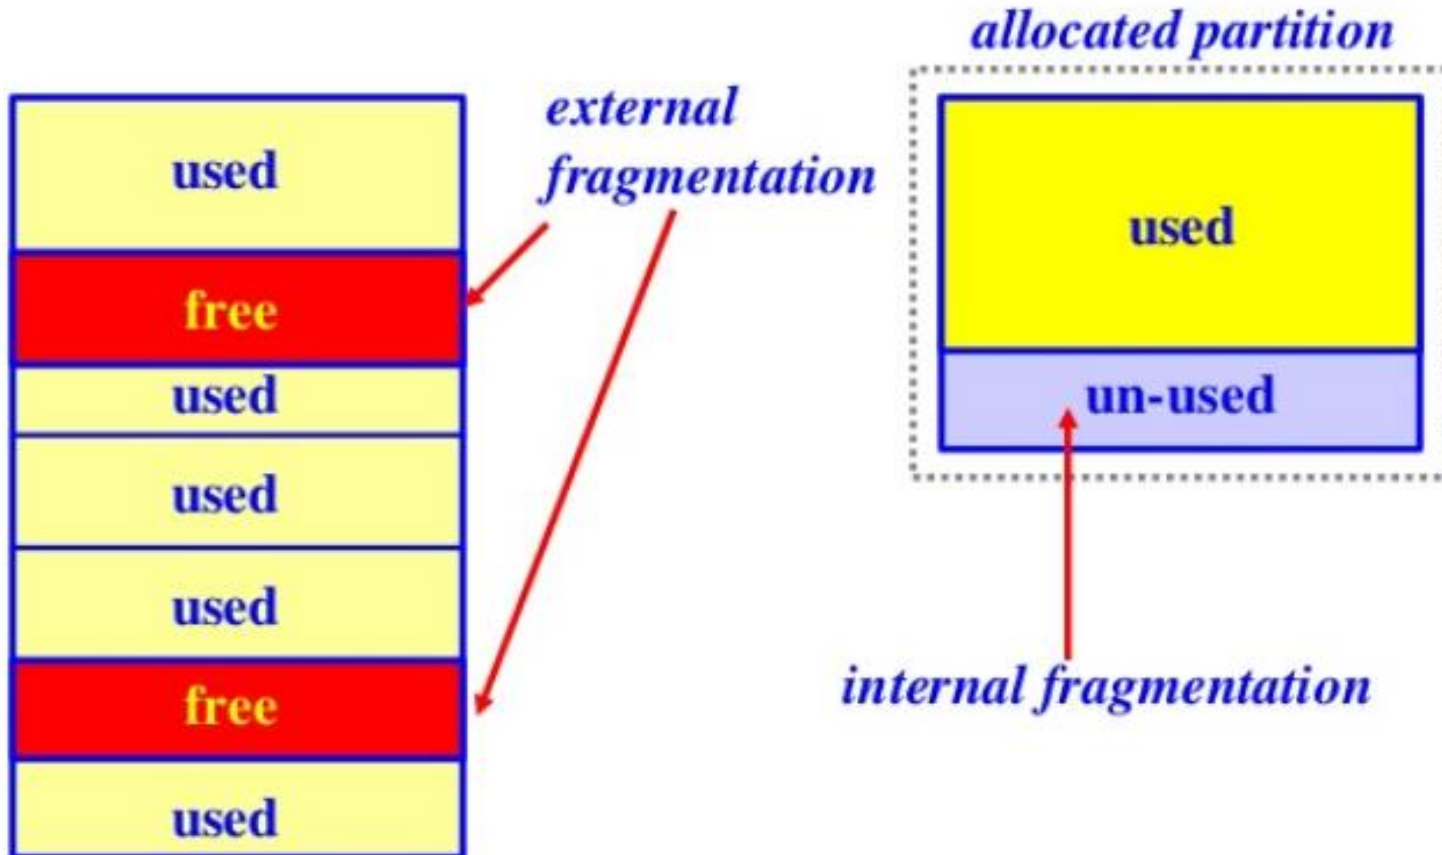 used
free
used
used
used
free
used
external
fragmentation
allocated partition
used
un-used
internal fragmentation